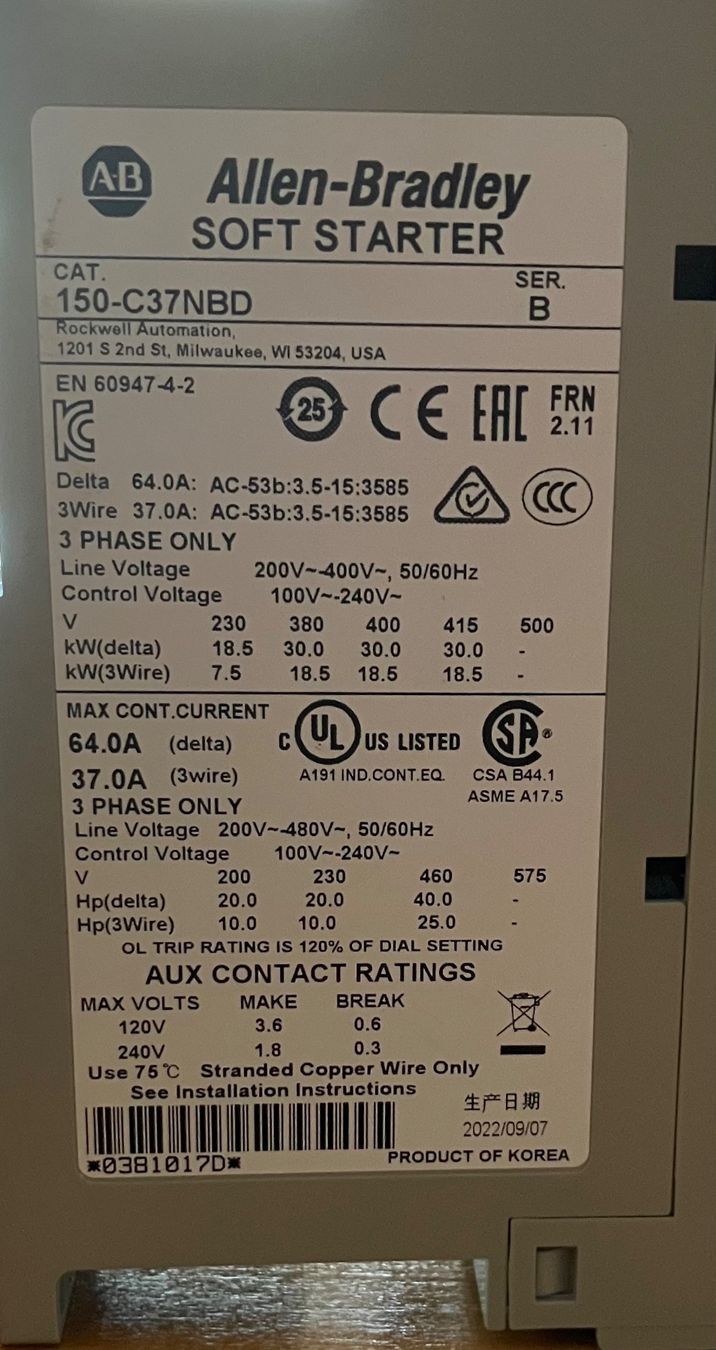 A-B Allen-Bradley
SOFT STARTER
CAT. SER.
150-C37NBD B
Rockwell Automation,
1201 S 2nd St, Milwaukee, WI 53204, USA
EN 60947-4-2
KC 25 CE EAC FRN
2.11
Delta 64.0A: AC-53b:3.5-15:3585
3Wire 37.0A: AC-53b:3.5-15:3585
CCC
3 PHASE ONLY
Line Voltage 200V~-400V~, 50/60Hz
Control Voltage 100V~-240V~
V 230 380 400 415 500
kW(delta) 18.5 30.0 30.0 30.0 -
kW(3Wire) 7.5 18.5 18.5 18.5 -
MAX CONT.CURRENT
64.0A (delta) C UL US LISTED SA®
37.0A (3wire) A191 IND.CONT.EQ. CSA B44.1
ASME A17.5
3 PHASE ONLY
Line Voltage 200V~-480V~, 50/60Hz
Control Voltage 100V~-240V~
V 200 230 460 575
Hp(delta) 20.0 20.0 40.0 -
Hp(3Wire) 10.0 10.0 25.0 -
OL TRIP RATING IS 120% OF DIAL SETTING
AUX CONTACT RATINGS
MAX VOLTS MAKE BREAK
120V 3.6 0.6
240V 1.8 0.3
Use 75℃ Stranded Copper Wire Only
See Installation Instructions
生产日期
2022/09/07
*0381017D*
PRODUCT OF KOREA